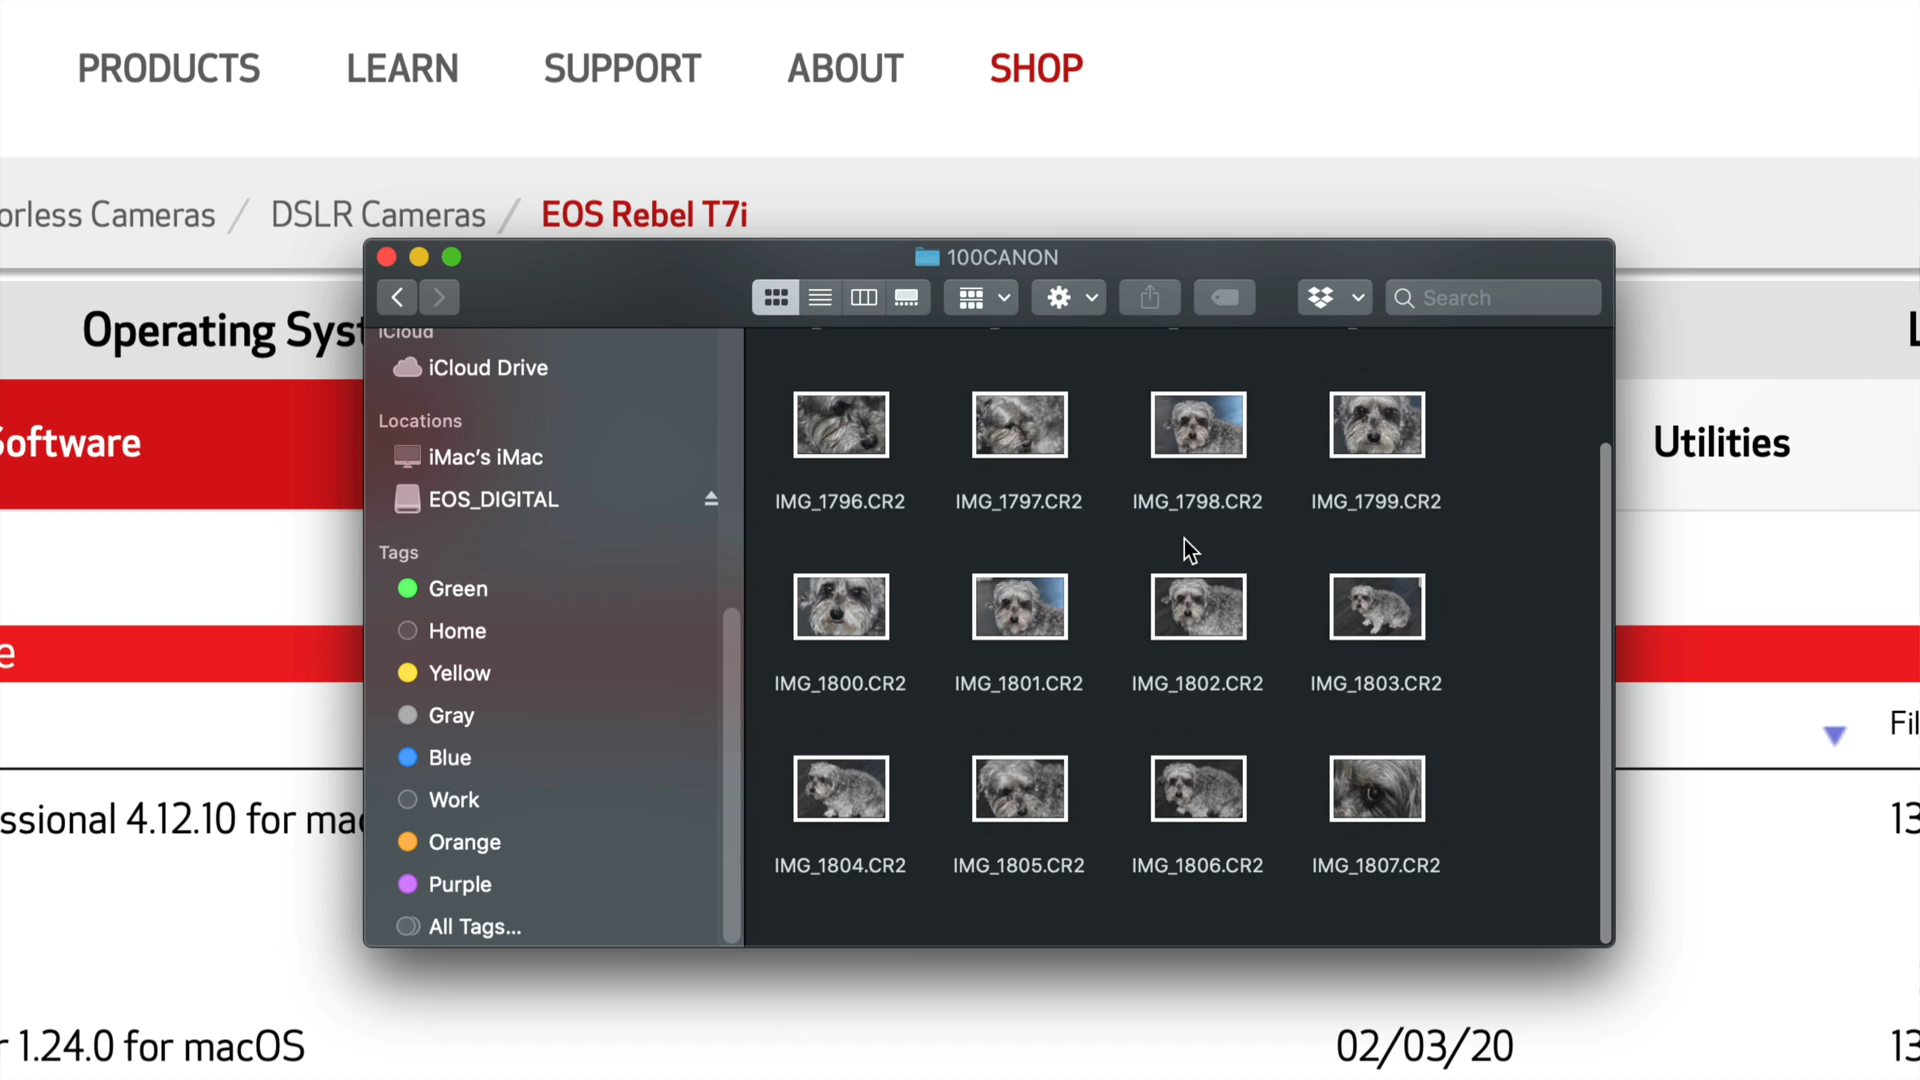 PRODUCTS LEARN SUPPORT ABOUT SHOP
orless Cameras / DSLR Cameras / EOS Rebel T7i
100CANON
Search
Operating Syst
Software
Utilities
iCloud
iCloud Drive
Locations
iMac’s iMac
EOS_DIGITAL
Tags
Green
Home
Yellow
Gray
Blue
Work
Orange
Purple
All Tags...
IMG_1796.CR2 IMG_1797.CR2 IMG_1798.CR2 IMG_1799.CR2
IMG_1800.CR2 IMG_1801.CR2 IMG_1802.CR2 IMG_1803.CR2
IMG_1804.CR2 IMG_1805.CR2 IMG_1806.CR2 IMG_1807.CR2
e
Fil
ssional 4.12.10 for mac
13
r 1.24.0 for macOS 02/03/20 13